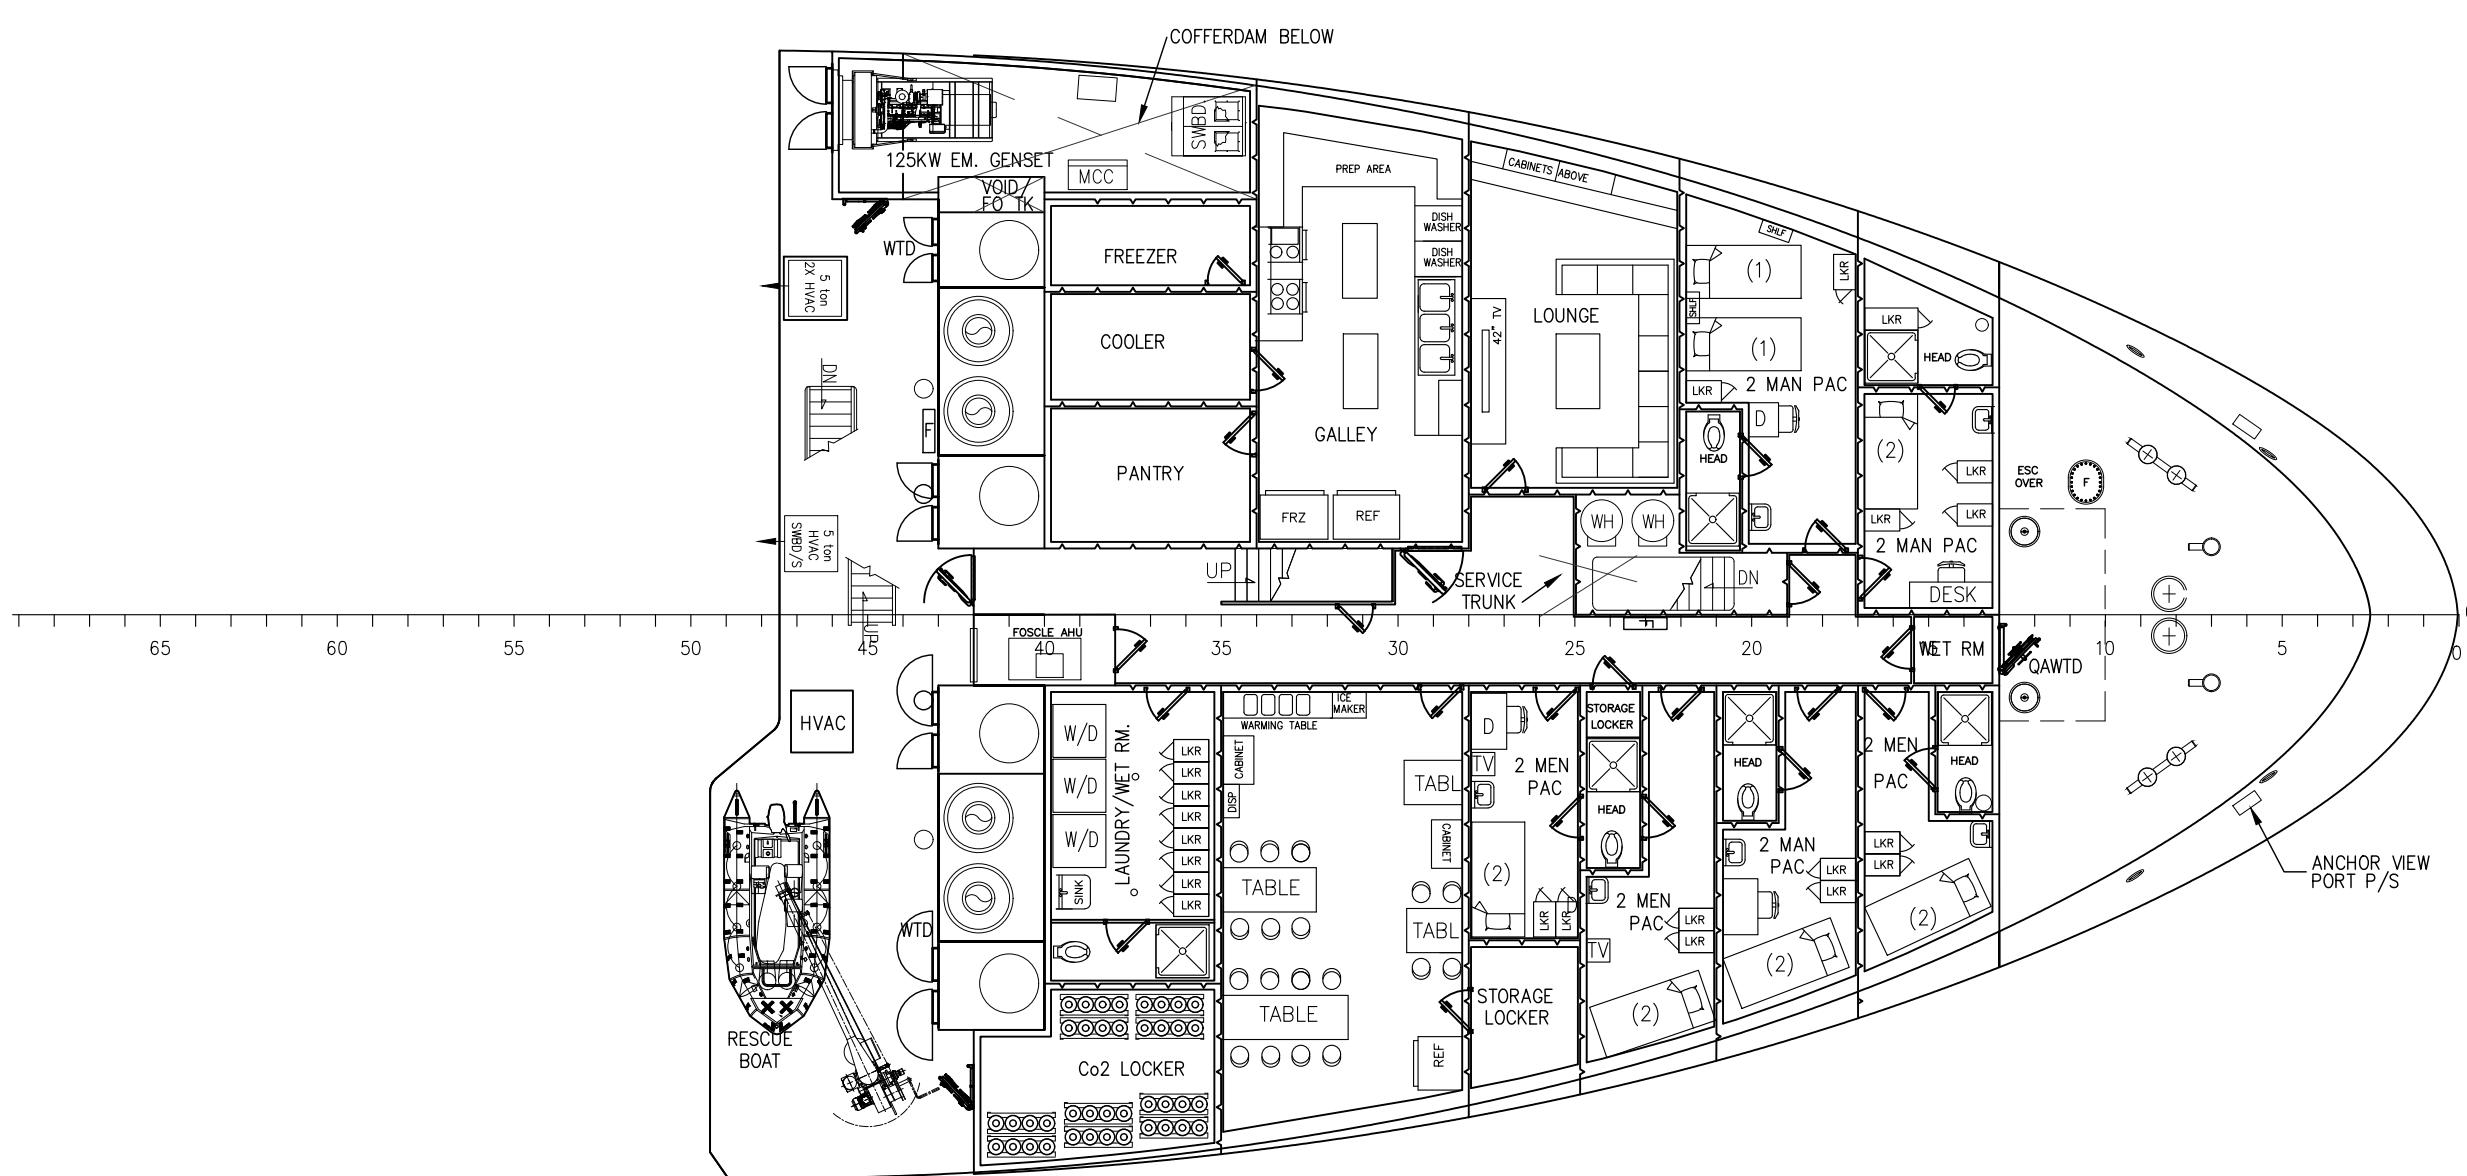 COFFERDAM BELOW
125KW EM. GENSET
SWBD
MCC
VOID
FO TK
WTD
5 ton
2X HVAC
DN
F
5 ton
HVAC
SWBD/S
UP
FREEZER
COOLER
PANTRY
PREP AREA
DISH
WASHER
DISH
WASHER
GALLEY
FRZ
REF
CABINETS ABOVE
LOUNGE
42" TV
SHLF
(1)
LKR
SHLF
(1)
LKR
2 MAN PAC
D
HEAD
LKR
HEAD
(2)
LKR
LKR
LKR
2 MAN PAC
DESK
ESC
OVER
F
WH
WH
UP
SERVICE
TRUNK
DN
F
FOSCLE AHU
65
60
55
50
45
40
35
30
25
20
15
WET RM
QAWTD
10
5
0
HVAC
W/D
W/D
W/D
SINK
LAUNDRY/WET RM.
LKR
LKR
LKR
LKR
LKR
LKR
LKR
LKR
WTD
WARMING TABLE
ICE
MAKER
CABINET
DISP
TABL
CABINET
TABLE
TABL
TABLE
REF
D
TV
2 MEN
PAC
(2)
LKR
LKR
STORAGE
LOCKER
STORAGE
LOCKER
HEAD
2 MEN
PAC
LKR
LKR
TV
(2)
HEAD
2 MAN
PAC
LKR
LKR
(2)
2 MEN
PAC
HEAD
LKR
LKR
(2)
RESCUE
BOAT
Co2 LOCKER
ANCHOR VIEW
PORT P/S